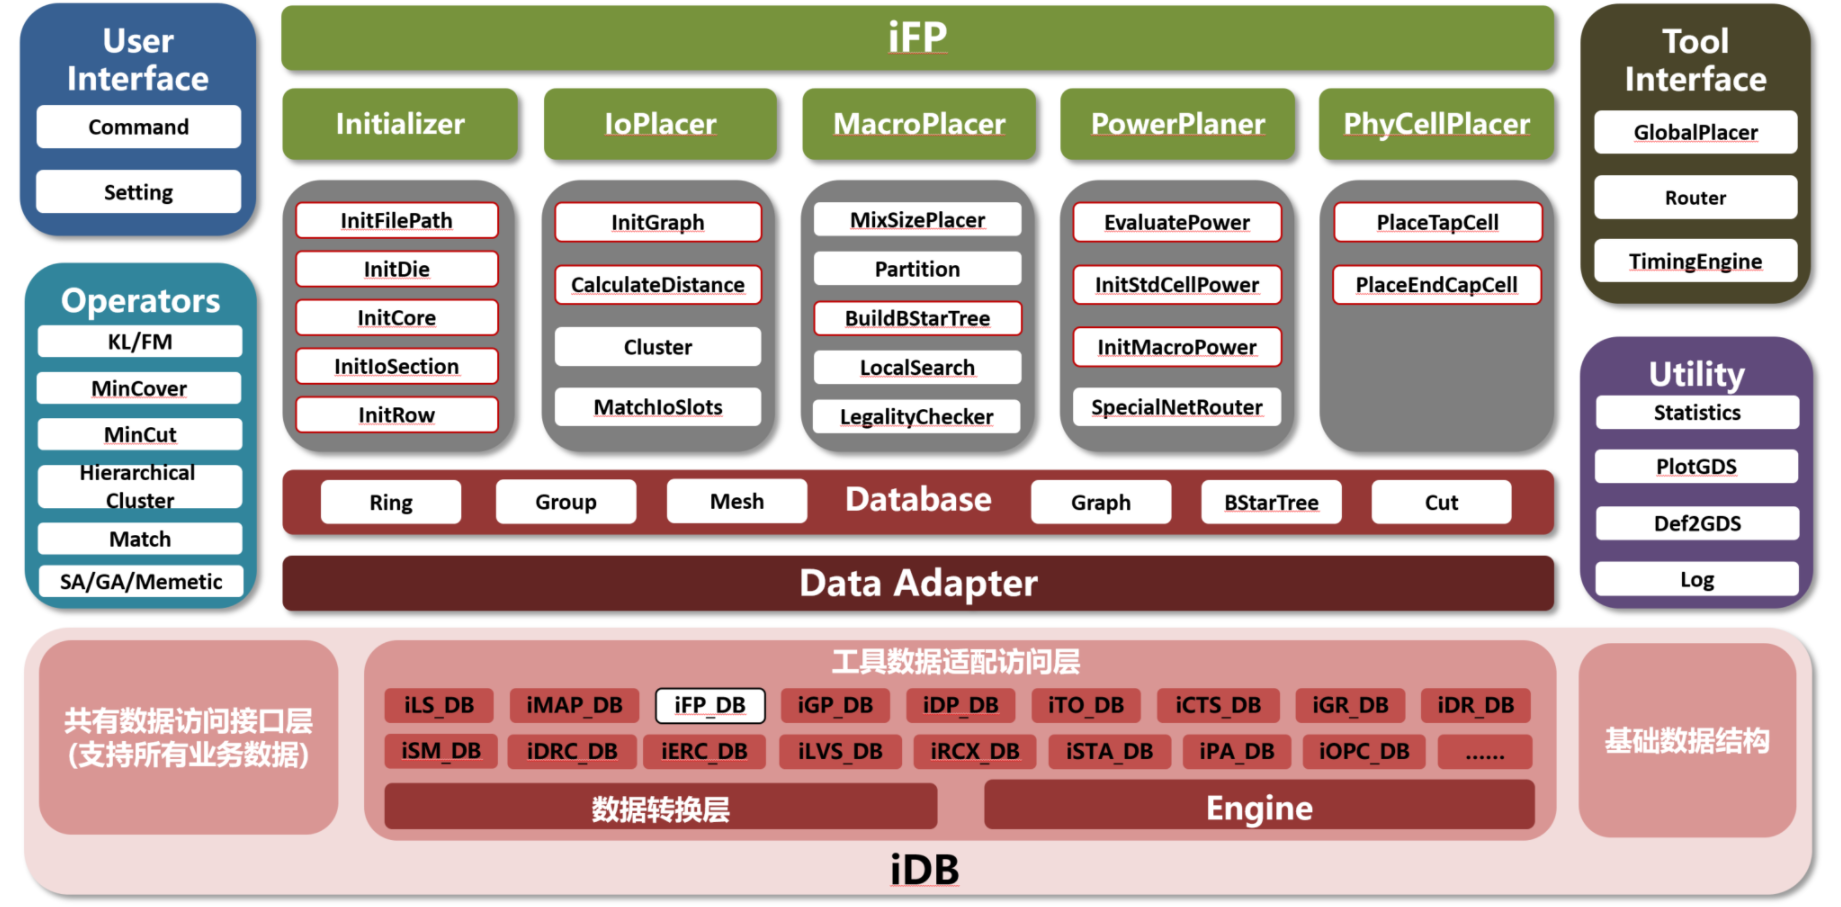 User
Interface
Command
Setting
Operators
KL/FM
MinCover
MinCut
Hierarchical
Cluster
Match
SA/GA/Memetic
iFP
Initializer
IoPlacer
MacroPlacer
PowerPlaner
PhyCellPlacer
InitFilePath
InitDie
InitCore
InitIoSection
InitRow
InitGraph
CalculateDistance
Cluster
MatchIoSlots
MixSizePlacer
Partition
BuildBStarTree
LocalSearch
LegalityChecker
EvaluatePower
InitStdCellPower
InitMacroPower
SpecialNetRouter
PlaceTapCell
PlaceEndCapCell
Ring
Group
Mesh
Database
Graph
BStarTree
Cut
Data Adapter
Tool
Interface
GlobalPlacer
Router
TimingEngine
Utility
Statistics
PlotGDS
Def2GDS
Log
共有数据访问接口层
(支持所有业务数据)
工具数据适配访问层
iLS_DB
iMAP_DB
iFP_DB
iGP_DB
iDP_DB
iTO_DB
iCTS_DB
iGR_DB
iDR_DB
iSM_DB
iDRC_DB
iERC_DB
iLVS_DB
iRCX_DB
iSTA_DB
iPA_DB
iOPC_DB
......
数据转换层
Engine
基础数据结构
iDB